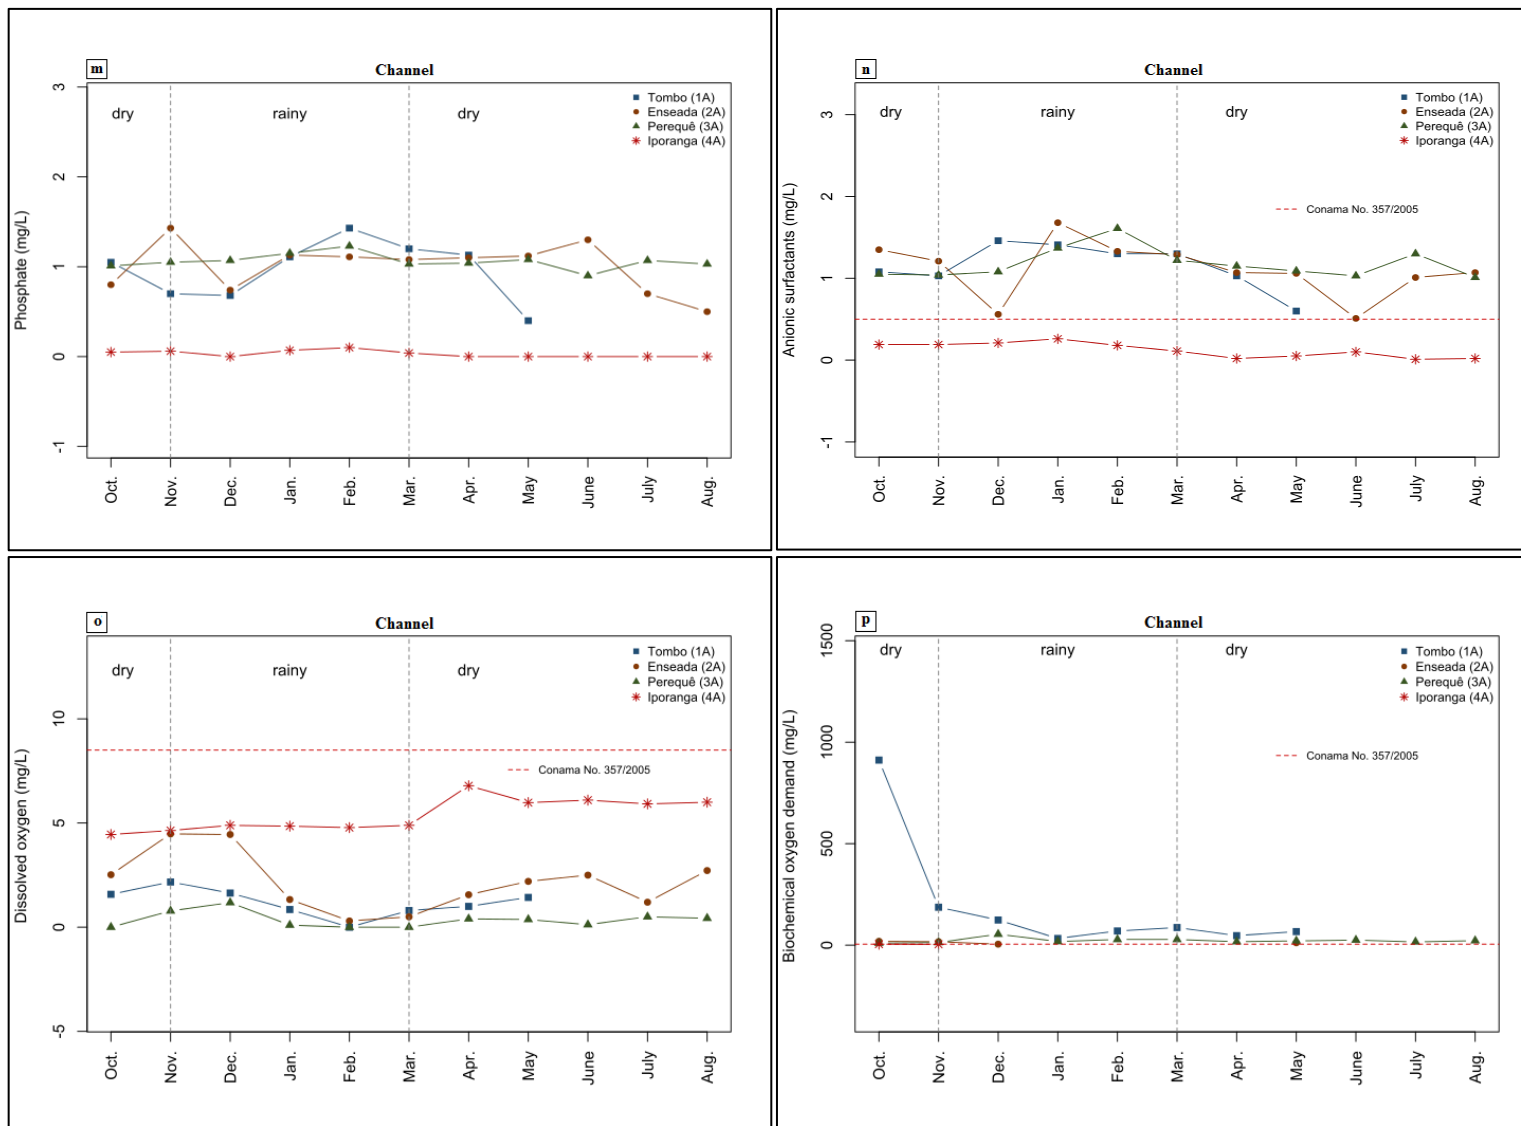 m
Channel
dry
rainy
dry
Tombo (1A)
Enseada (2A)
Perequê (3A)
Iporanga (4A)
Phosphate (mg/L)
3
2
1
0
-1
Oct.
Nov.
Dec.
Jan.
Feb.
Mar.
Apr.
May
June
July
Aug.
n
Channel
dry
rainy
dry
Tombo (1A)
Enseada (2A)
Perequê (3A)
Iporanga (4A)
Conama No. 357/2005
Anionic surfactants (mg/L)
3
2
1
0
-1
Oct.
Nov.
Dec.
Jan.
Feb.
Mar.
Apr.
May
June
July
Aug.
o
Channel
dry
rainy
dry
Tombo (1A)
Enseada (2A)
Perequê (3A)
Iporanga (4A)
Conama No. 357/2005
Dissolved oxygen (mg/L)
10
5
0
-5
Oct.
Nov.
Dec.
Jan.
Feb.
Mar.
Apr.
May
June
July
Aug.
p
Channel
dry
rainy
dry
Tombo (1A)
Enseada (2A)
Perequê (3A)
Iporanga (4A)
Conama No. 357/2005
Biochemical oxygen demand (mg/L)
1500
1000
500
0
Oct.
Nov.
Dec.
Jan.
Feb.
Mar.
Apr.
May
June
July
Aug.